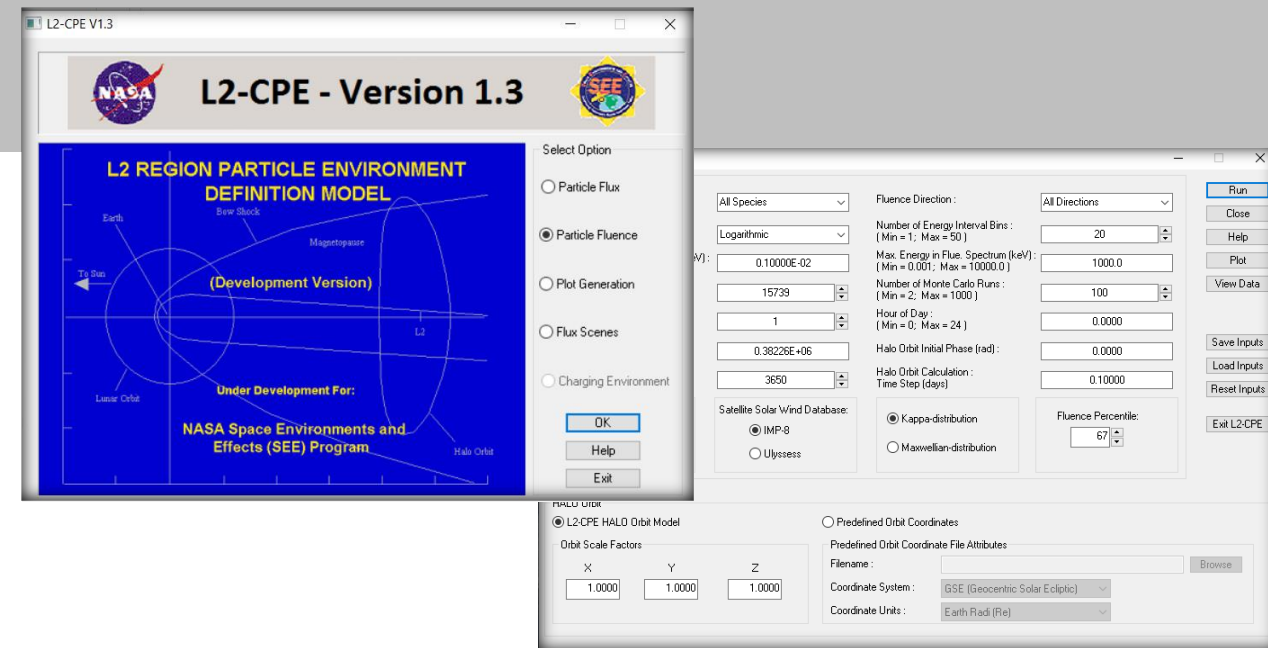 L2-CPE V1.3
NASA
L2-CPE - Version 1.3
SEE
L2 REGION PARTICLE ENVIRONMENT
DEFINITION MODEL
Earth
Bow Shock
Magnetopause
To Sun
(Development Version)
L2
Lunar Orbit
Under Development For:
NASA Space Environments and
Effects (SEE) Program
Halo Orbit
Select Option
Particle Flux
Particle Fluence
Plot Generation
Flux Scenes
Charging Environment
OK
Help
Exit
All Species
Fluence Direction :
All Directions
Logarithmic
Number of Energy Interval Bins :
( Min = 1; Max = 50 )
20
eV) :
0.10000E-02
Max. Energy in Flue. Spectrum (keV) :
( Min = 0.001; Max = 10000.0 )
1000.0
15739
Number of Monte Carlo Runs :
( Min = 2; Max = 1000 )
100
1
Hour of Day :
( Min = 0; Max = 24 )
0.0000
0.38226E+06
Halo Orbit Initial Phase (rad) :
0.0000
3650
Halo Orbit Calculation :
Time Step (days)
0.10000
Satellite Solar Wind Database:
IMP-8
Ulyssess
Kappa-distribution
Maxwellian-distribution
Fluence Percentile:
67
Run
Close
Help
Plot
View Data
Save Inputs
Load Inputs
Reset Inputs
Exit L2-CPE
HALO Orbit
L2-CPE HALO Orbit Model
Predefined Orbit Coordinates
Orbit Scale Factors
X Y Z
1.0000 1.0000 1.0000
Predefined Orbit Coordinate File Attributes
Filename :
Browse
Coordinate System :
GSE (Geocentric Solar Ecliptic)
Coordinate Units :
Earth Radi (Re)